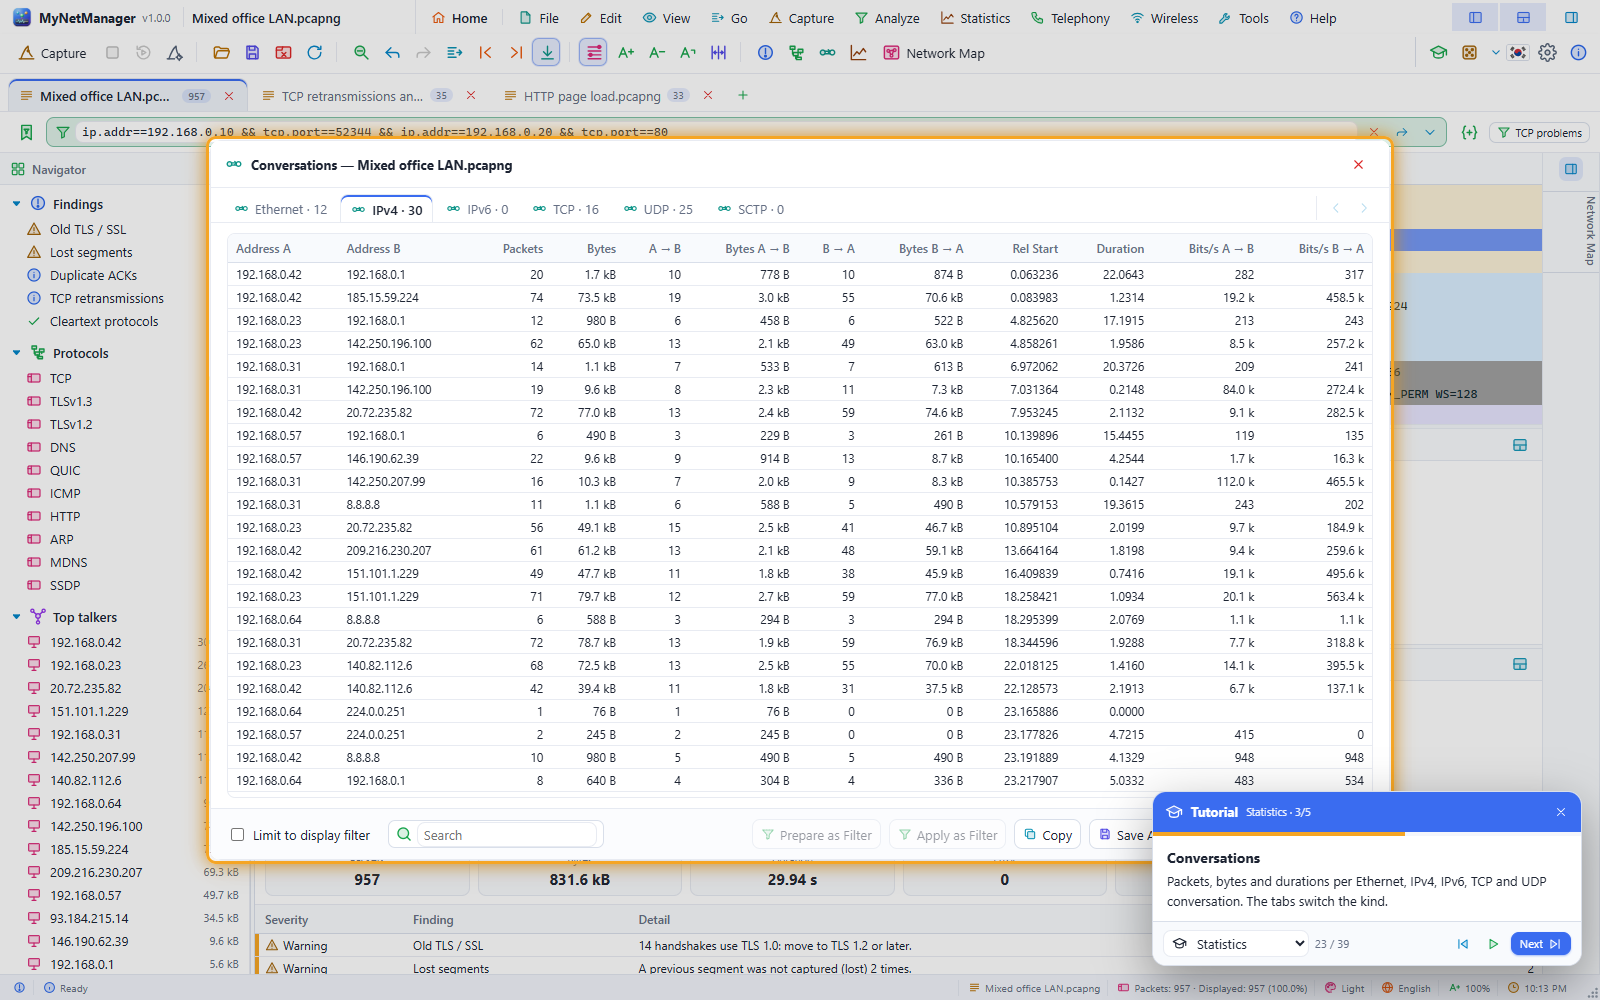 MyNetManager v1.0.0 Mixed office LAN.pcapng
Home File Edit View Go Capture Analyze Statistics Telephony Wireless Tools Help
Capture A+ A- A Network Map
Mixed office LAN.pc... 957
TCP retransmissions an... 35
HTTP page load.pcapng 33
ip.addr==192.168.0.10 && tcp.port==52344 && ip.addr==192.168.0.20 && tcp.port==80
TCP problems
Navigator
Findings
Old TLS / SSL
Lost segments
Duplicate ACKs
TCP retransmissions
Cleartext protocols
Protocols
TCP
TLSv1.3
TLSv1.2
DNS
QUIC
ICMP
HTTP
ARP
MDNS
SSDP
Top talkers
192.168.0.42
192.168.0.23
20.72.235.82
151.101.1.229
192.168.0.31
142.250.207.99
140.82.112.6
192.168.0.64
142.250.196.100
185.15.59.224
209.216.230.207 69.3 kB
192.168.0.57 49.7 kB
93.184.215.14 34.5 kB
146.190.62.39 9.6 kB
192.168.0.1 5.6 kB
Conversations — Mixed office LAN.pcapng
Ethernet · 12 IPv4 · 30 IPv6 · 0 TCP · 16 UDP · 25 SCTP · 0
Address A Address B Packets Bytes A → B Bytes A → B B → A Bytes B → A Rel Start Duration Bits/s A → B Bits/s B → A
192.168.0.42 192.168.0.1 20 1.7 kB 10 778 B 10 874 B 0.063236 22.0643 282 317
192.168.0.42 185.15.59.224 74 73.5 kB 19 3.0 kB 55 70.6 kB 0.083983 1.2314 19.2 k 458.5 k
192.168.0.23 192.168.0.1 12 980 B 6 458 B 6 522 B 4.825620 17.1915 213 243
192.168.0.23 142.250.196.100 62 65.0 kB 13 2.1 kB 49 63.0 kB 4.858261 1.9586 8.5 k 257.2 k
192.168.0.31 192.168.0.1 14 1.1 kB 7 533 B 7 613 B 6.972062 20.3726 209 241
192.168.0.31 142.250.196.100 19 9.6 kB 8 2.3 kB 11 7.3 kB 7.031364 0.2148 84.0 k 272.4 k
192.168.0.42 20.72.235.82 72 77.0 kB 13 2.4 kB 59 74.6 kB 7.953245 2.1132 9.1 k 282.5 k
192.168.0.57 192.168.0.1 6 490 B 3 229 B 3 261 B 10.139896 15.4455 119 135
192.168.0.57 146.190.62.39 22 9.6 kB 9 914 B 13 8.7 kB 10.165400 4.2544 1.7 k 16.3 k
192.168.0.31 142.250.207.99 16 10.3 kB 7 2.0 kB 9 8.3 kB 10.385753 0.1427 112.0 k 465.5 k
192.168.0.31 8.8.8.8 11 1.1 kB 6 588 B 5 490 B 10.579153 19.3615 243 202
192.168.0.23 20.72.235.82 56 49.1 kB 15 2.5 kB 41 46.7 kB 10.895104 2.0199 9.7 k 184.9 k
192.168.0.42 209.216.230.207 61 61.2 kB 13 2.1 kB 48 59.1 kB 13.664164 1.8198 9.4 k 259.6 k
192.168.0.42 151.101.1.229 49 47.7 kB 11 1.8 kB 38 45.9 kB 16.409839 0.7416 19.1 k 495.6 k
192.168.0.23 151.101.1.229 71 79.7 kB 12 2.7 kB 59 77.0 kB 18.258421 1.0934 20.1 k 563.4 k
192.168.0.64 8.8.8.8 6 588 B 3 294 B 3 294 B 18.295399 2.0769 1.1 k 1.1 k
192.168.0.31 20.72.235.82 72 78.7 kB 13 1.9 kB 59 76.9 kB 18.344596 1.9288 7.7 k 318.8 k
192.168.0.23 140.82.112.6 68 72.5 kB 13 2.5 kB 55 70.0 kB 22.018125 1.4160 14.1 k 395.5 k
192.168.0.42 140.82.112.6 42 39.4 kB 11 1.8 kB 31 37.5 kB 22.128573 2.1913 6.7 k 137.1 k
192.168.0.64 224.0.0.251 1 76 B 1 76 B 0 0 B 23.165886 0.0000
192.168.0.57 224.0.0.251 2 245 B 2 245 B 0 0 B 23.177826 4.7215 415 0
192.168.0.42 8.8.8.8 10 980 B 5 490 B 5 490 B 23.191889 4.1329 948 948
192.168.0.64 192.168.0.1 8 640 B 4 304 B 4 336 B 23.217907 5.0332 483 534
Limit to display filter Search Prepare as Filter Apply as Filter Copy Save
24
_PERM WS=128
Network Map
957 831.6 kB 29.94 s 0
Severity Finding Detail
Warning Old TLS / SSL 14 handshakes use TLS 1.0: move to TLS 1.2 or later.
Warning Lost segments A previous segment was not captured (lost) 2 times. 2
Tutorial Statistics · 3/5
Conversations
Packets, bytes and durations per Ethernet, IPv4, IPv6, TCP and UDP
conversation. The tabs switch the kind.
Statistics 23 / 39 Next
Ready Mixed office LAN.pcapng Packets: 957 · Displayed: 957 (100.0%) Light English A+ 100% 10:13 PM